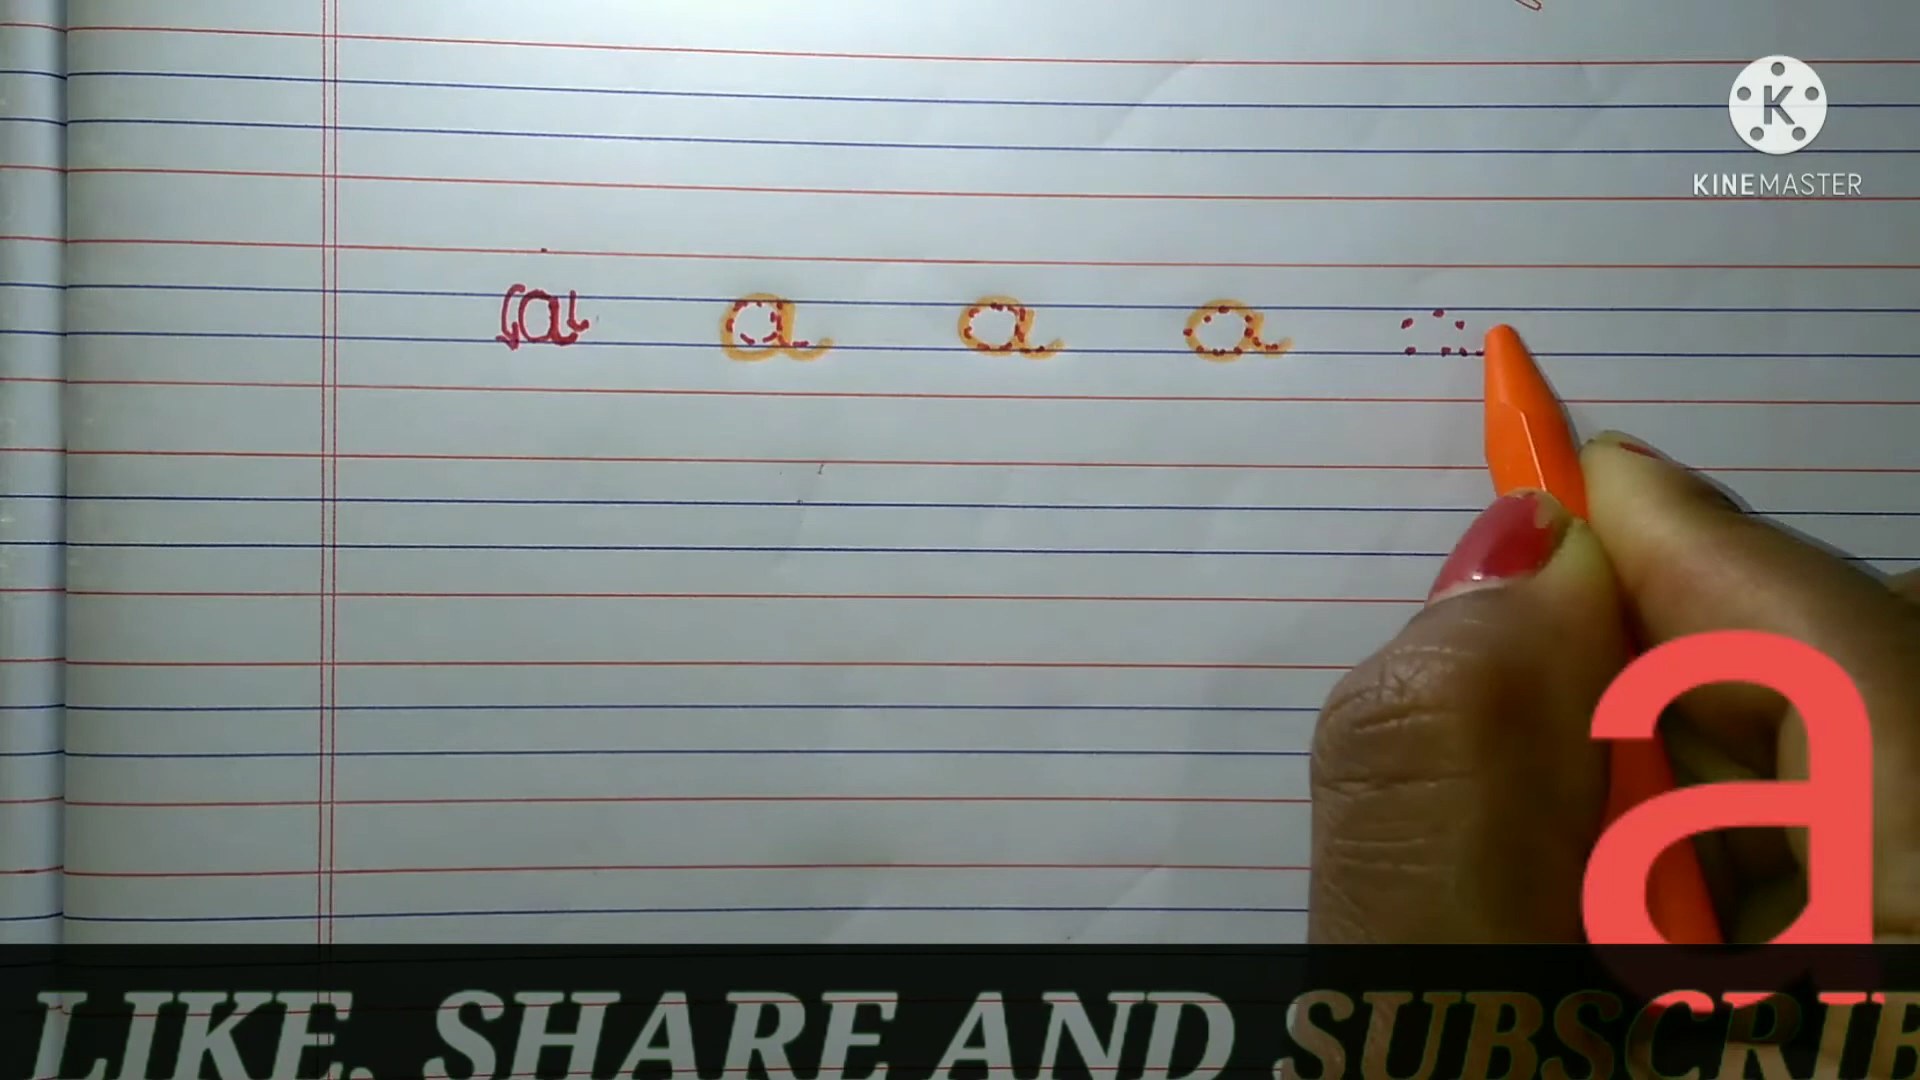 K
KINEMASTER
a a a a
a
LIKE, SHARE AND SUBSCRIB